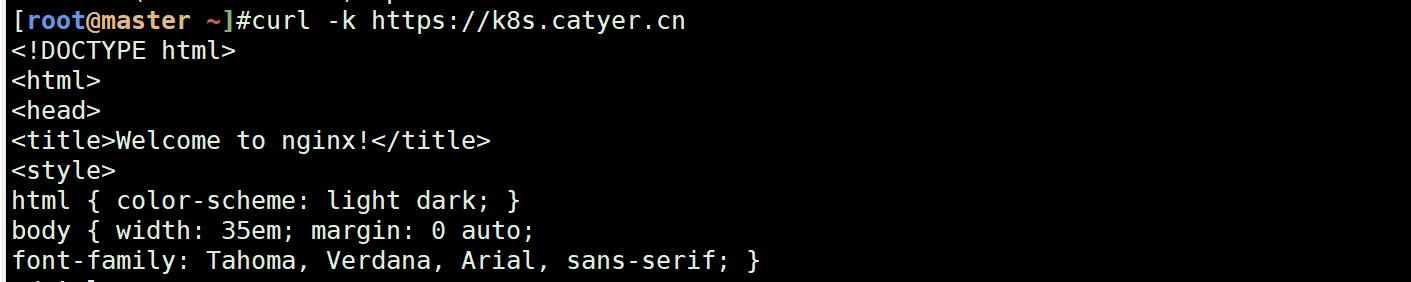 [root@master ~]#curl -k https://k8s.catyer.cn
<!DOCTYPE html>
<html>
<head>
<title>Welcome to nginx!</title>
<style>
html { color-scheme: light dark; }
body { width: 35em; margin: 0 auto;
font-family: Tahoma, Verdana, Arial, sans-serif; }